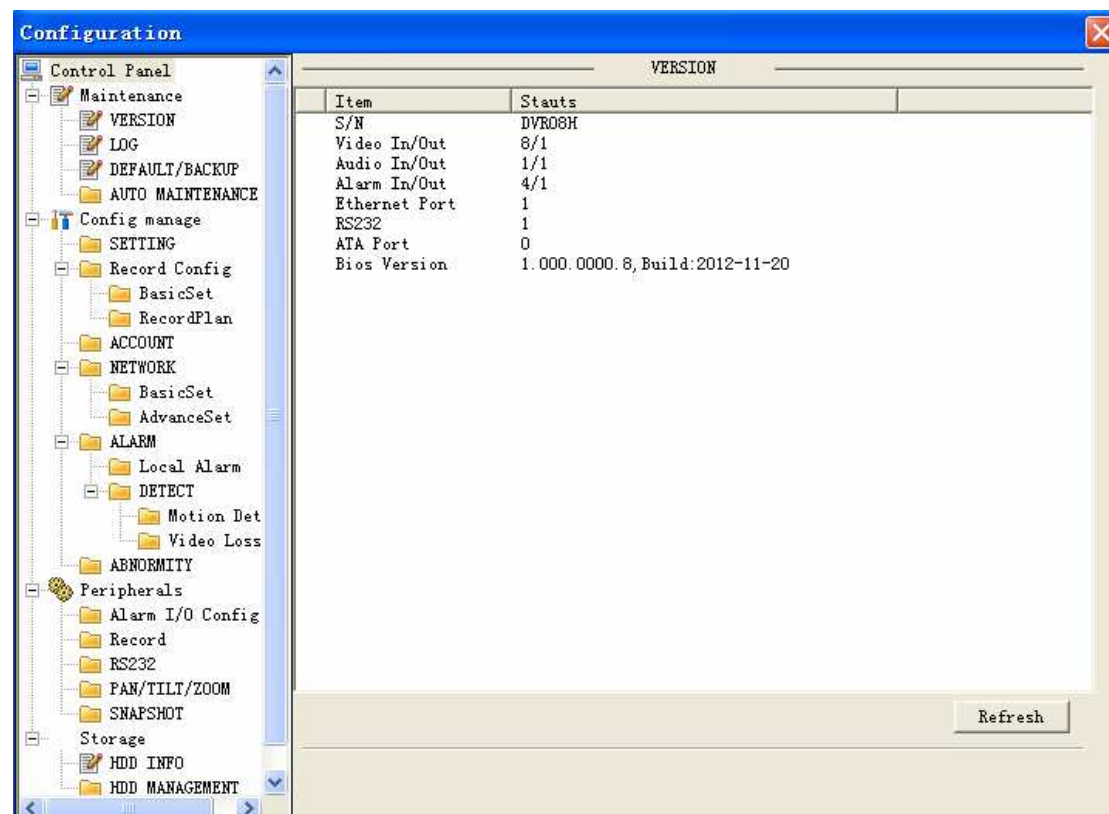 Configuration
Control Panel
Maintenance
VERSION
LOG
DEFAULT/BACKUP
AUTO MAINTENANCE
Config manage
SETTING
Record Config
BasicSet
RecordPlan
ACCOUNT
NETWORK
BasicSet
AdvanceSet
ALARM
Local Alarm
DETECT
Motion Det
Video Loss
ABNORMITY
Peripherals
Alarm I/O Config
Record
RS232
PAN/TILT/ZOOM
SNAPSHOT
Storage
HDD INFO
HDD MANAGEMENT
VERSION
Item Stauts
S/N DVR08H
Video In/Out 8/1
Audio In/Out 1/1
Alarm In/Out 4/1
Ethernet Port 1
RS232 1
ATA Port 0
Bios Version 1.000.0000.8,Build:2012-11-20
Refresh